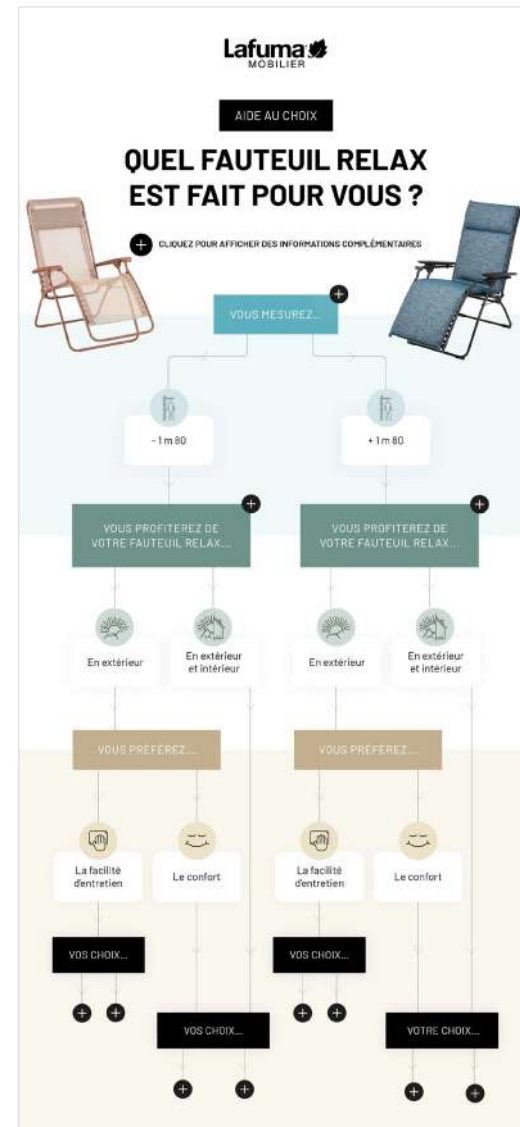 Lafuma
MOBILIER
AIDE AU CHOIX
QUEL FAUTEUIL RELAX
EST FAIT POUR VOUS ?
CLIQUEZ POUR AFFICHER DES INFORMATIONS COMPLÉMENTAIRES
VOUS MESUREZ...
- 1 m 80
+ 1 m 80
VOUS PROFITEREZ DE
VOTRE FAUTEUIL RELAX...
VOUS PROFITEREZ DE
VOTRE FAUTEUIL RELAX...
En extérieur
En extérieur
et intérieur
En extérieur
En extérieur
et intérieur
VOUS PRÉFÉREZ...
VOUS PRÉFÉREZ...
La facilité
d'entretien
Le confort
La facilité
d'entretien
Le confort
VOS CHOIX...
VOS CHOIX...
VOS CHOIX...
VOTRE CHOIX...